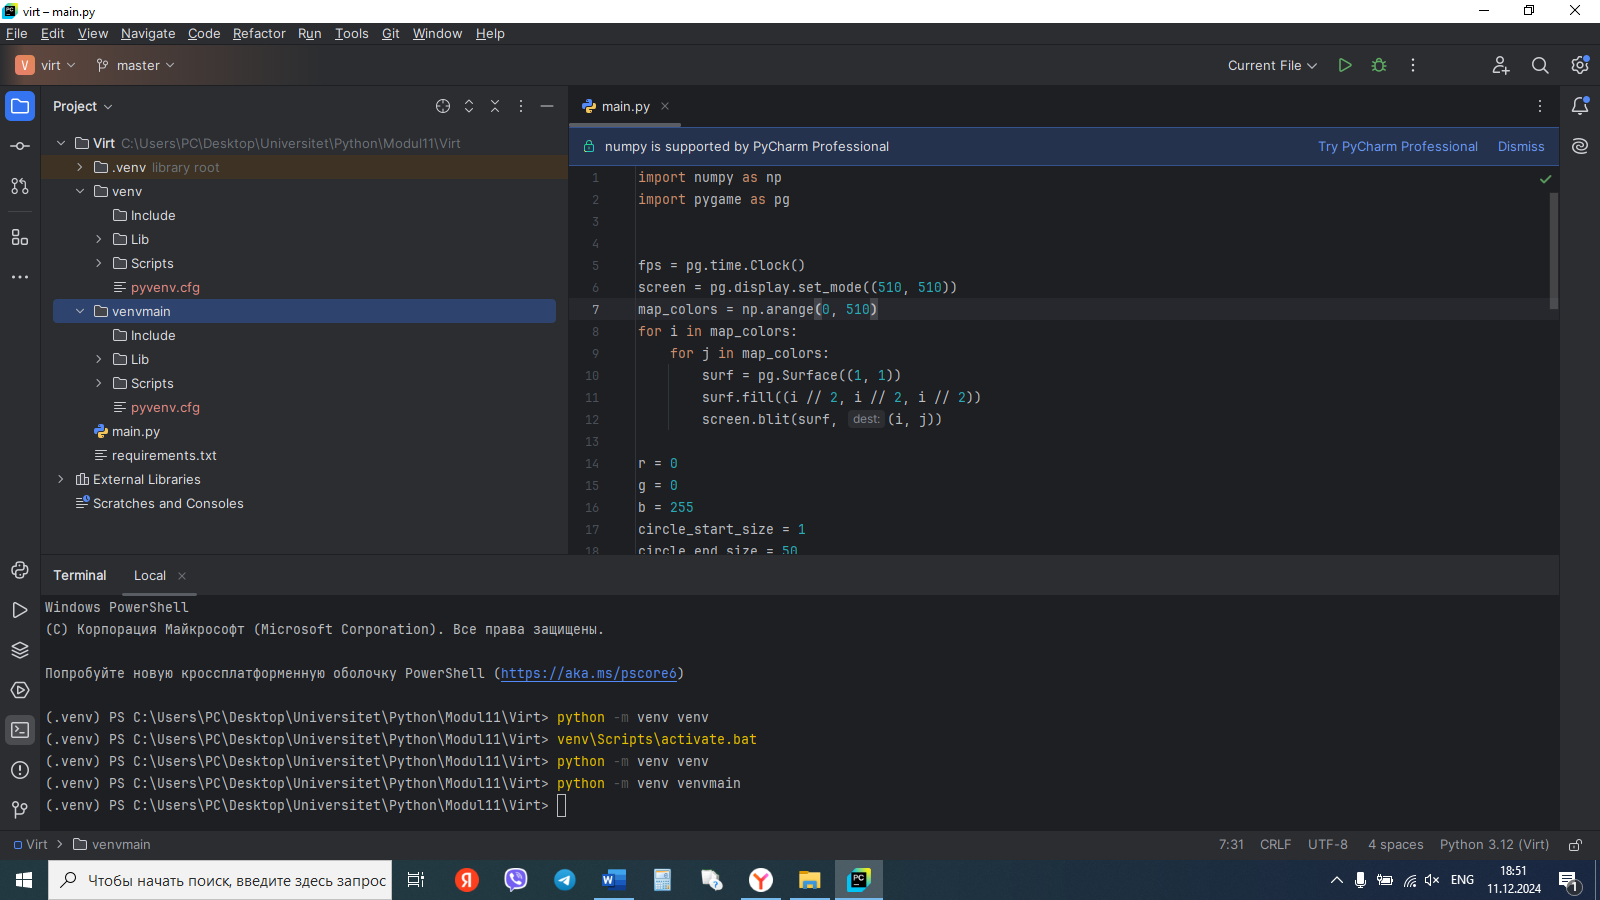 virt – main.py
File Edit View Navigate Code Refactor Run Tools Git Window Help
V virt master Current File
Project
main.py
Virt C:\Users\PC\Desktop\Universitet\Python\Modul11\Virt
.venv library root
venv
Include
Lib
Scripts
pyvenv.cfg
venvmain
Include
Lib
Scripts
pyvenv.cfg
main.py
requirements.txt
External Libraries
Scratches and Consoles
numpy is supported by PyCharm Professional Try PyCharm Professional Dismiss
1 import numpy as np
2 import pygame as pg
3
4
5 fps = pg.time.Clock()
6 screen = pg.display.set_mode((510, 510))
7 map_colors = np.arange(0, 510)
8 for i in map_colors:
9     for j in map_colors:
10         surf = pg.Surface((1, 1))
11         surf.fill((i // 2, i // 2, i // 2))
12         screen.blit(surf, dest: (i, j))
13
14 r = 0
15 g = 0
16 b = 255
17 circle_start_size = 1
18 circle_end_size = 50
Terminal Local
Windows PowerShell
(C) Корпорация Майкрософт (Microsoft Corporation). Все права защищены.
Попробуйте новую кроссплатформенную оболочку PowerShell (https://aka.ms/pscore6)
(.venv) PS C:\Users\PC\Desktop\Universitet\Python\Modul11\Virt> python -m venv venv
(.venv) PS C:\Users\PC\Desktop\Universitet\Python\Modul11\Virt> venv\Scripts\activate.bat
(.venv) PS C:\Users\PC\Desktop\Universitet\Python\Modul11\Virt> python -m venv venv
(.venv) PS C:\Users\PC\Desktop\Universitet\Python\Modul11\Virt> python -m venv venvmain
(.venv) PS C:\Users\PC\Desktop\Universitet\Python\Modul11\Virt>
Virt > venvmain 7:31 CRLF UTF-8 4 spaces Python 3.12 (Virt)
Чтобы начать поиск, введите здесь запрос
ENG
18:51
11.12.2024
1